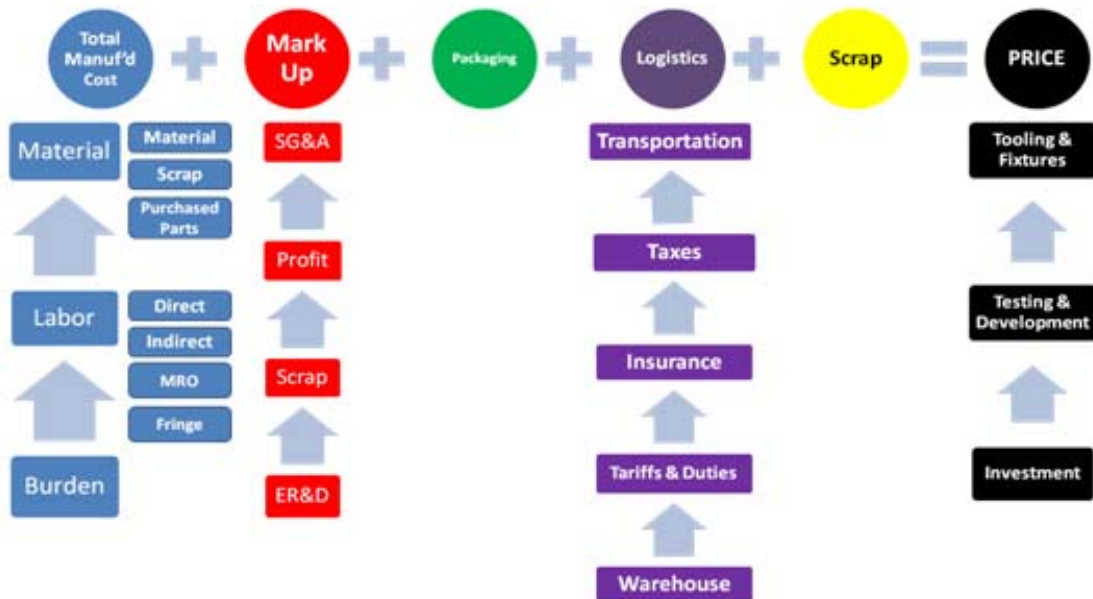 Total
Manuf'd
Cost
Mark
Up
Packaging
Logistics
Scrap
PRICE
Material
Material
Scrap
Purchased
Parts
Labor
Direct
Indirect
MRO
Fringe
Burden
SG&A
Profit
Scrap
ER&D
Transportation
Taxes
Insurance
Tariffs & Duties
Warehouse
Tooling &
Fixtures
Testing &
Development
Investment